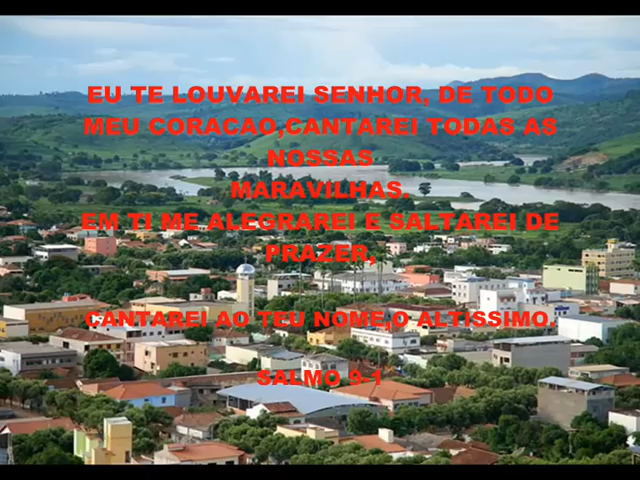 EU TE LOUVAREI SENHOR, DE TODO
MEU CORACAO,CANTAREI TODAS AS
NOSSAS
MARAVILHAS.
EM TI ME ALEGRAREI E SALTAREI DE
PRAZER,
CANTAREI AO TEU NOME,O ALTISSIMO.
SALMO 9-1